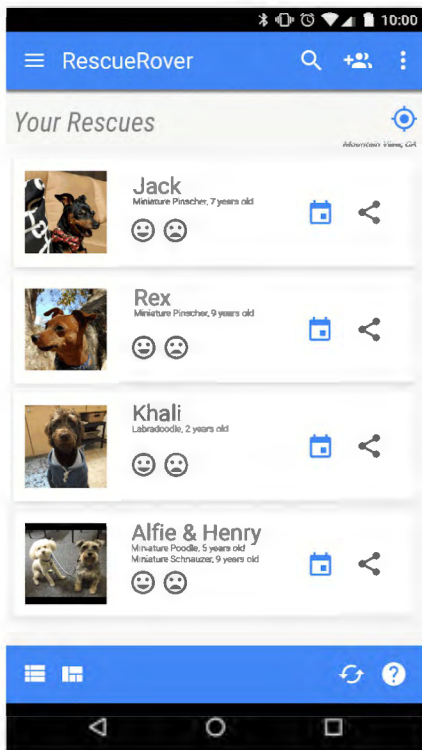 10:00
RescueRover
Your Rescues
Mountain View, CA
Jack
Miniature Pinscher, 7 years old
Rex
Miniature Pinscher, 9 years old
Khali
Labradoodle, 2 years old
Alfie & Henry
Minature Poodle, 5 years old
Miniature Schnauzer, 9 years old